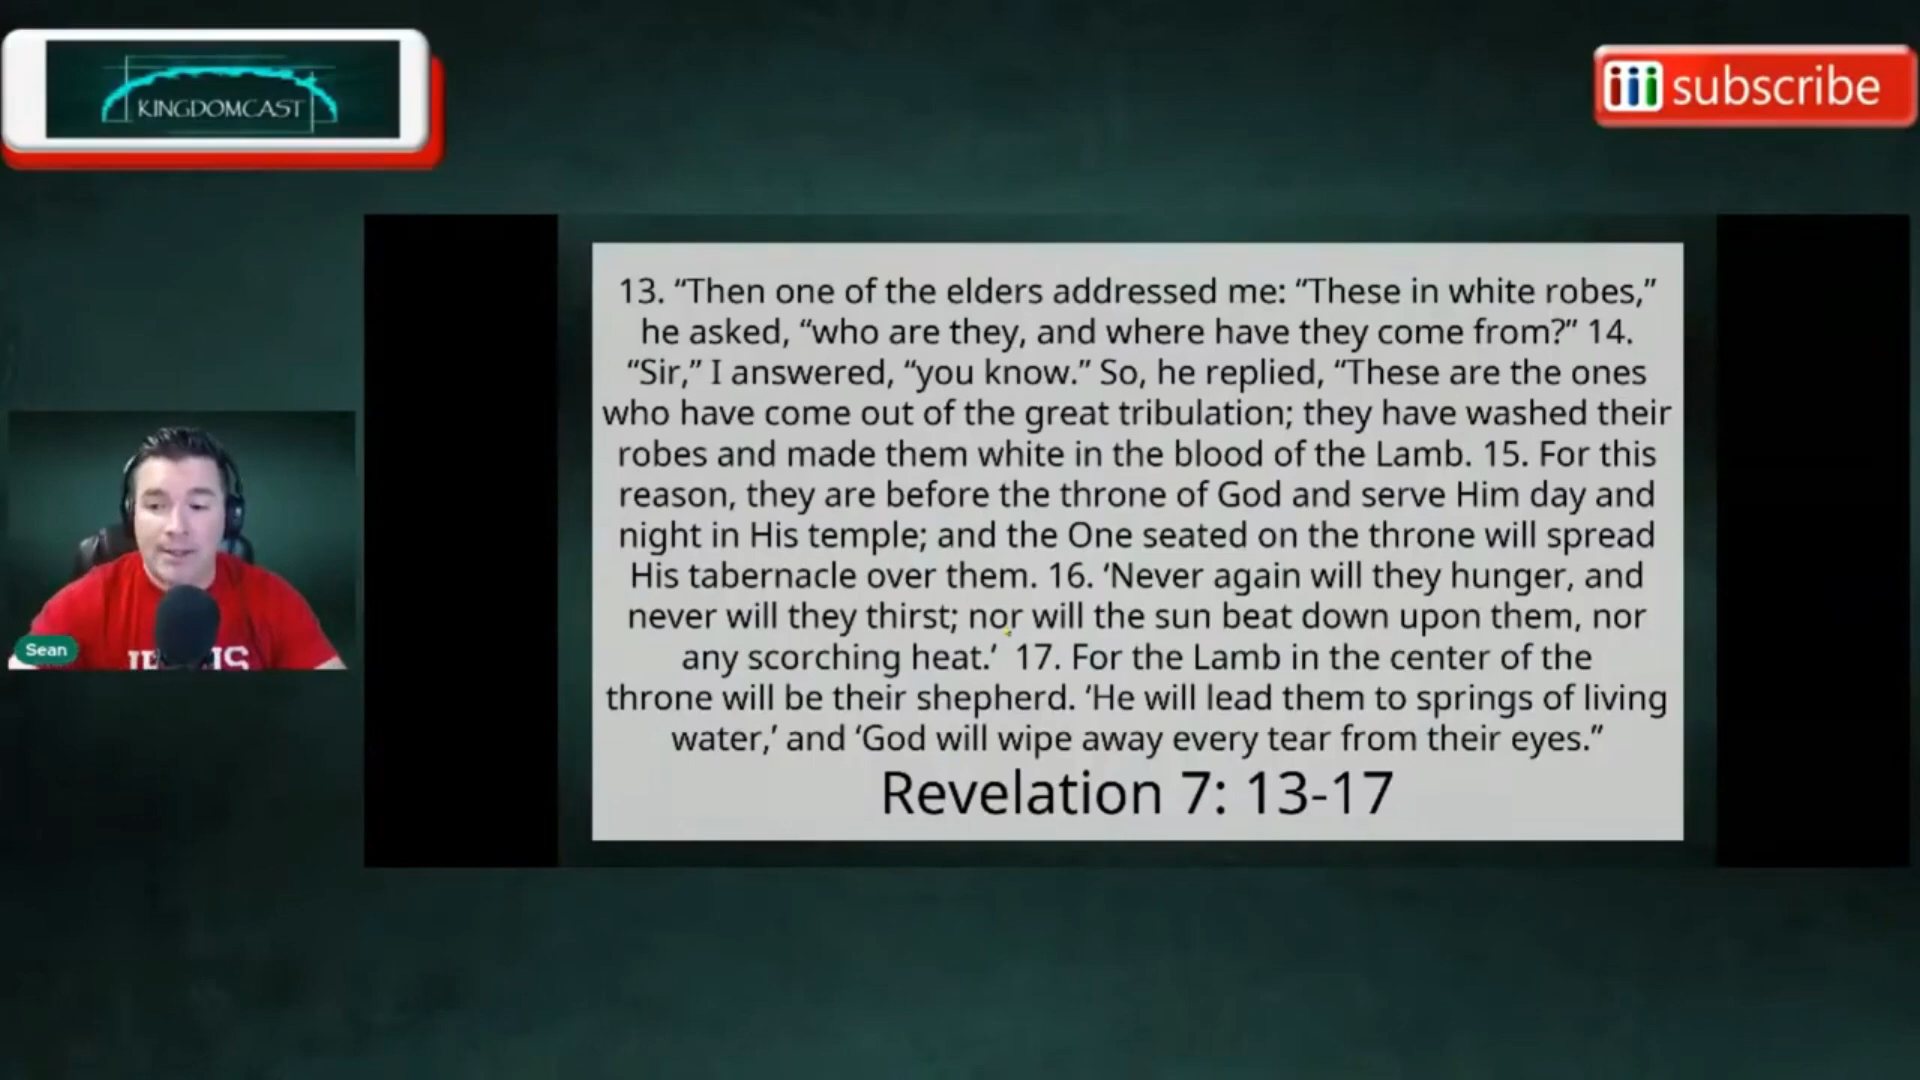 KINGDOMCAST
subscribe
13. “Then one of the elders addressed me: “These in white robes,”
he asked, “who are they, and where have they come from?” 14.
“Sir,” I answered, “you know.” So, he replied, “These are the ones
who have come out of the great tribulation; they have washed their
robes and made them white in the blood of the Lamb. 15. For this
reason, they are before the throne of God and serve Him day and
night in His temple; and the One seated on the throne will spread
His tabernacle over them. 16. ‘Never again will they hunger, and
never will they thirst; nor will the sun beat down upon them, nor
any scorching heat.’ 17. For the Lamb in the center of the
throne will be their shepherd. ‘He will lead them to springs of living
water,’ and ‘God will wipe away every tear from their eyes.”
Revelation 7: 13-17
Sean